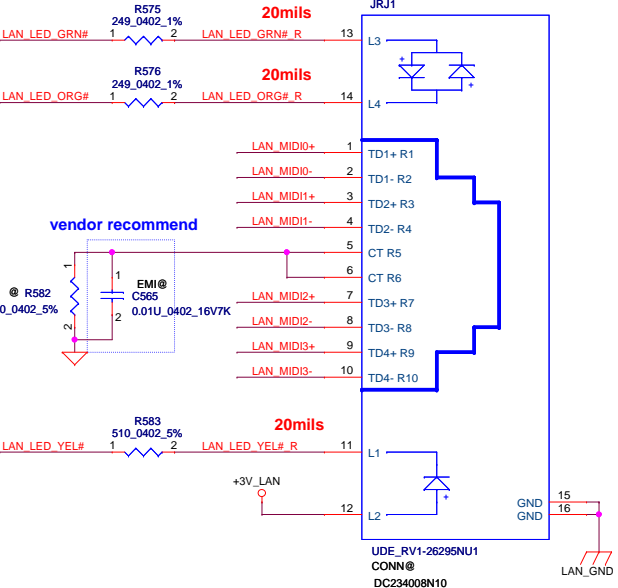 JRJ1
R575
249_0402_1%
20mils
LAN_LED_GRN#
1
2
LAN_LED_GRN#_R
13
L3
R576
249_0402_1%
20mils
LAN_LED_ORG#
1
2
LAN_LED_ORG#_R
14
L4
+
+
LAN_MIDI0+
1
TD1+ R1
LAN_MIDI0-
2
TD1- R2
LAN_MIDI1+
3
TD2+ R3
LAN_MIDI1-
4
TD2- R4
vendor recommend
5
CT R5
6
CT R6
1
@ R582
0_0402_5%
2
1
EMI@
C565
0.01U_0402_16V7K
2
LAN_MIDI2+
7
TD3+ R7
LAN_MIDI2-
8
TD3- R8
LAN_MIDI3+
9
TD4+ R9
LAN_MIDI3-
10
TD4- R10
R583
510_0402_5%
20mils
LAN_LED_YEL#
1
2
LAN_LED_YEL#_R
11
L1
+3V_LAN
12
L2
+
GND
15
GND
16
LAN_GND
UDE_RV1-26295NU1
CONN@
DC234008N10